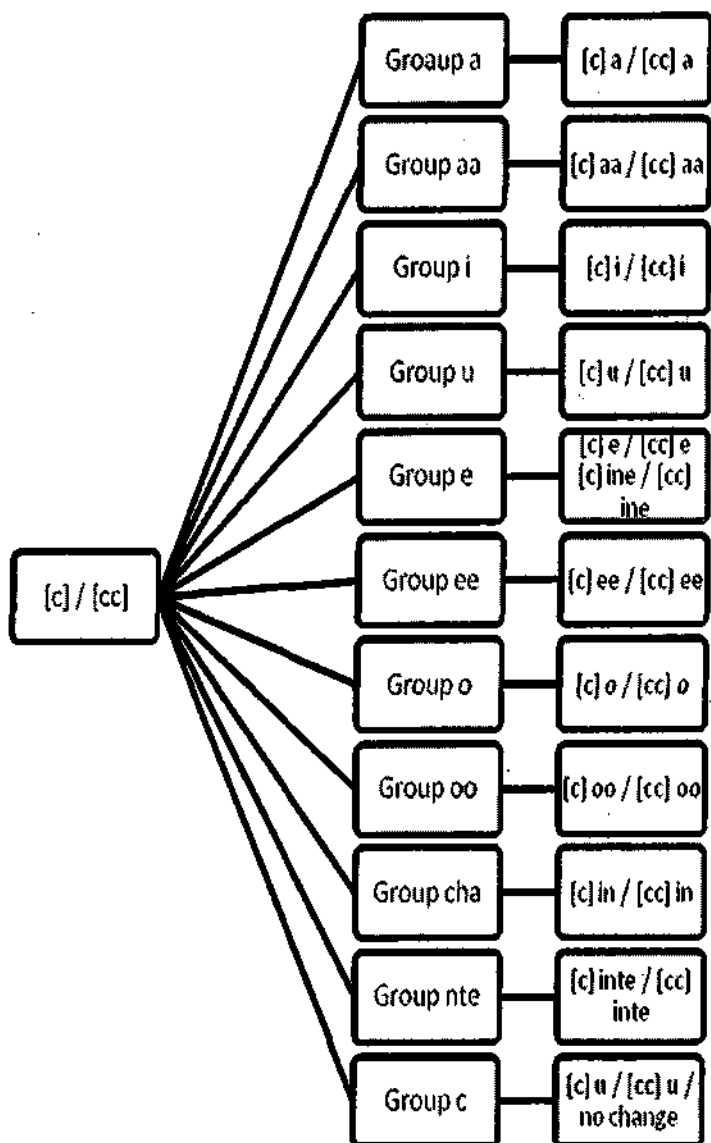 Groaup a
[c] a / [cc] a
Group aa
[c] aa / [cc] aa
Group i
[c] i / [cc] i
Group u
[c] u / [cc] u
Group e
[c] e / [cc] e
[c] ine / [cc]
ine
[c] / [cc]
Group ee
[c] ee / [cc] ee
Group o
[c] o / [cc] o
Group oo
[c] oo / [cc] oo
Group cha
[c] in / [cc] in
Group nte
[c] inte / [cc]
inte
Group c
[c] u / [cc] u /
no change